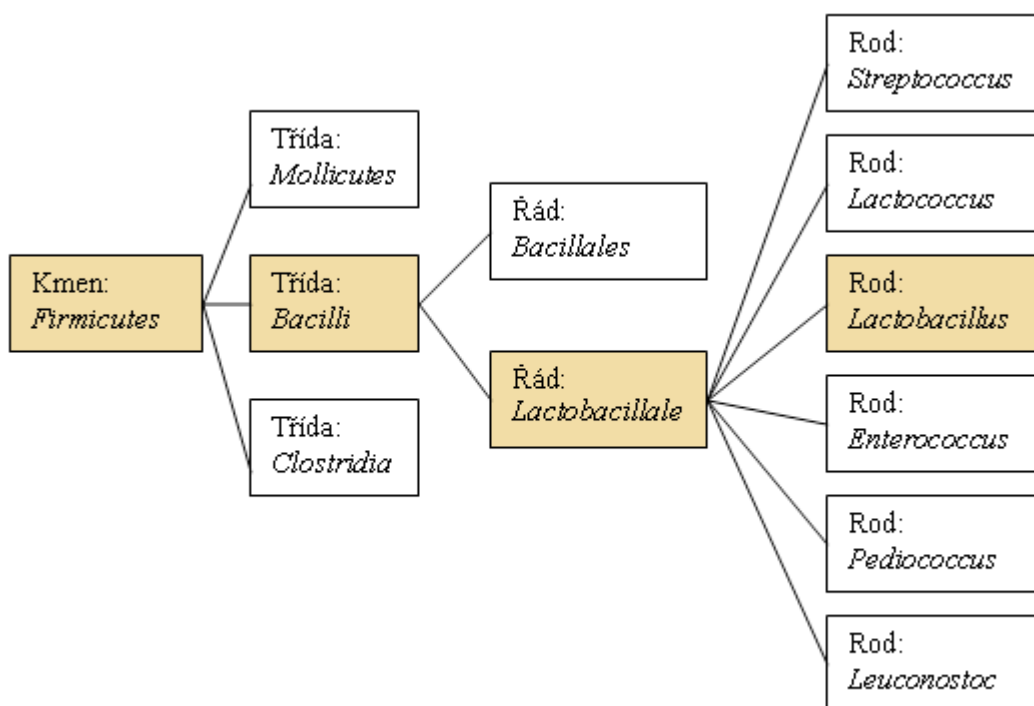 Kmen:
Firmicutes
Třída:
Mollicutes
Třída:
Bacilli
Třída:
Clostridia
Řád:
Bacillales
Řád:
Lactobacillale
Rod:
Streptococcus
Rod:
Lactococcus
Rod:
Lactobacillus
Rod:
Enterococcus
Rod:
Pediococcus
Rod:
Leuconostoc